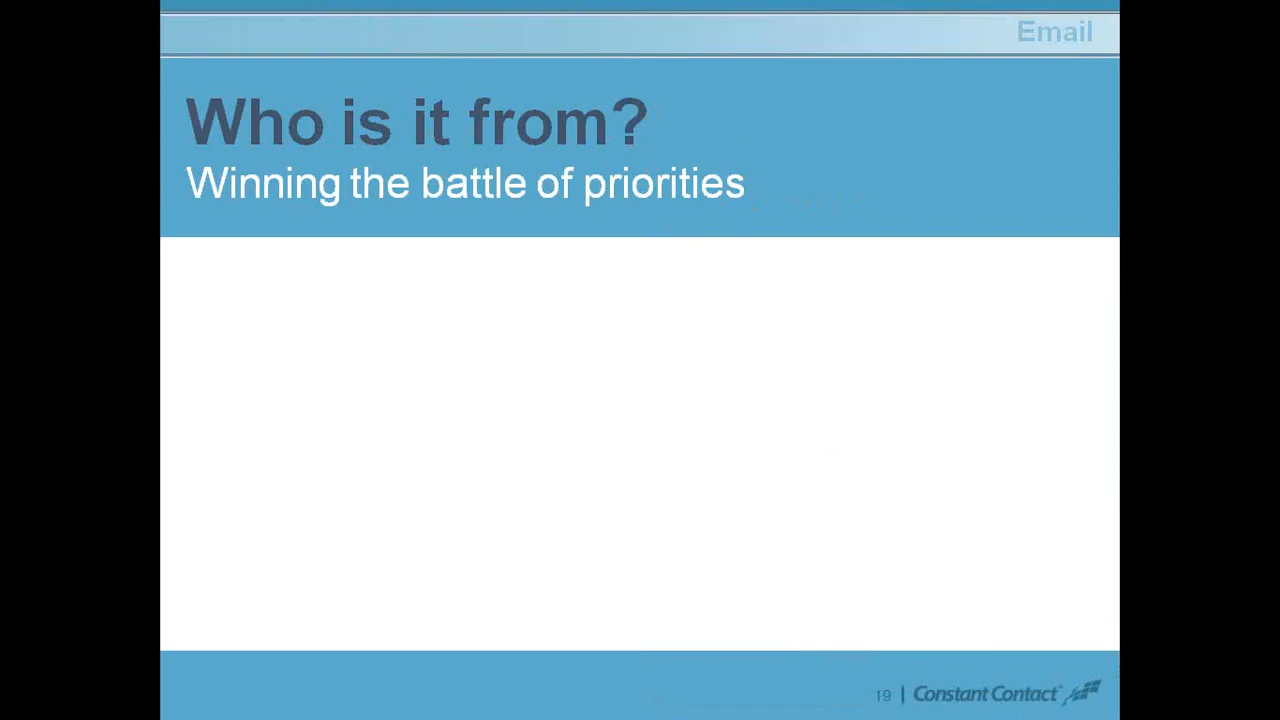 Email
Who is it from?
Winning the battle of priorities
19 | Constant Contact